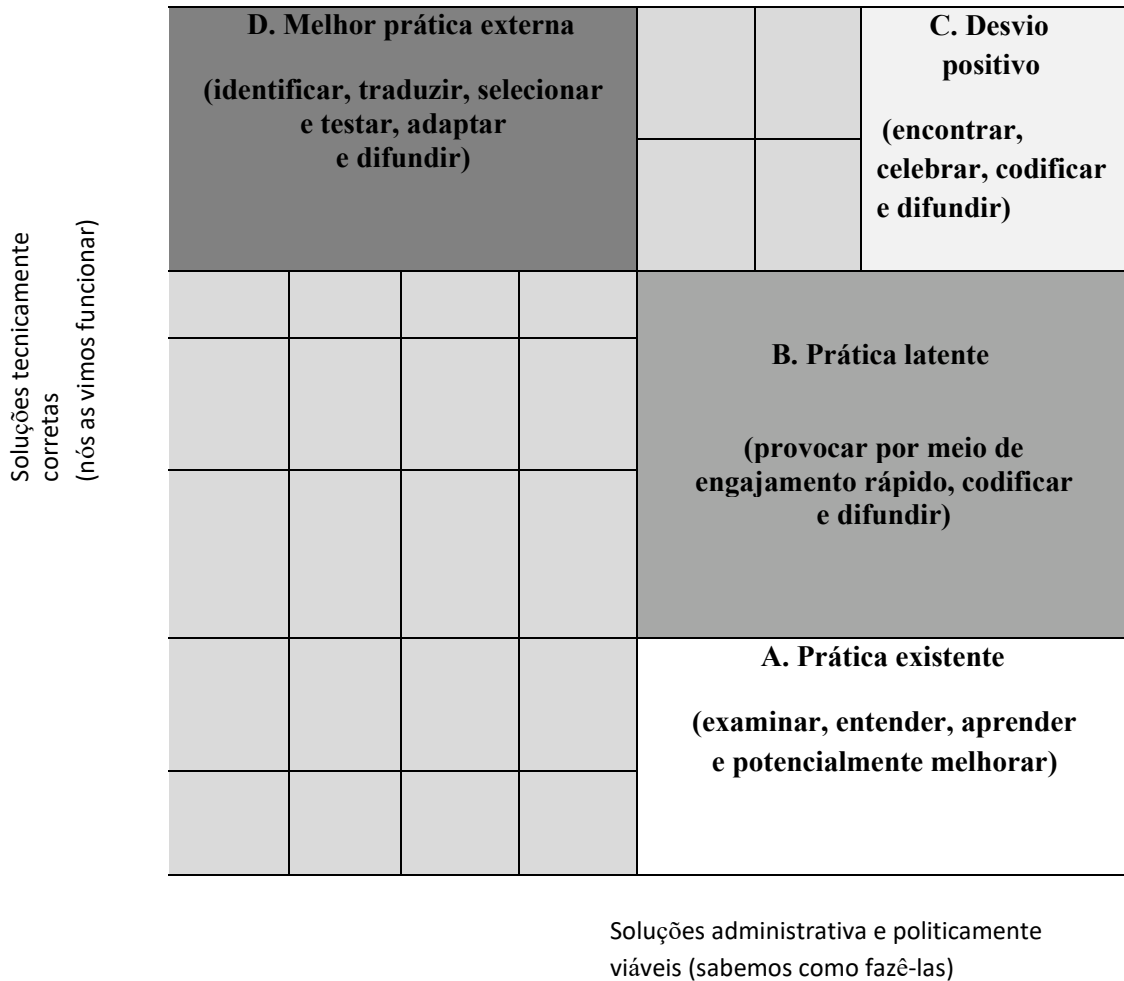 D. Melhor prática externa
(identificar, traduzir, selecionar
e testar, adaptar
e difundir)
C. Desvio
positivo
(encontrar,
celebrar, codificar
e difundir)
Soluções tecnicamente
corretas
(nós as vimos funcionar)
B. Prática latente
(provocar por meio de
engajamento rápido, codificar
e difundir)
A. Prática existente
(examinar, entender, aprender
e potencialmente melhorar)
Soluções administrativa e politicamente
viáveis (sabemos como fazê-las)